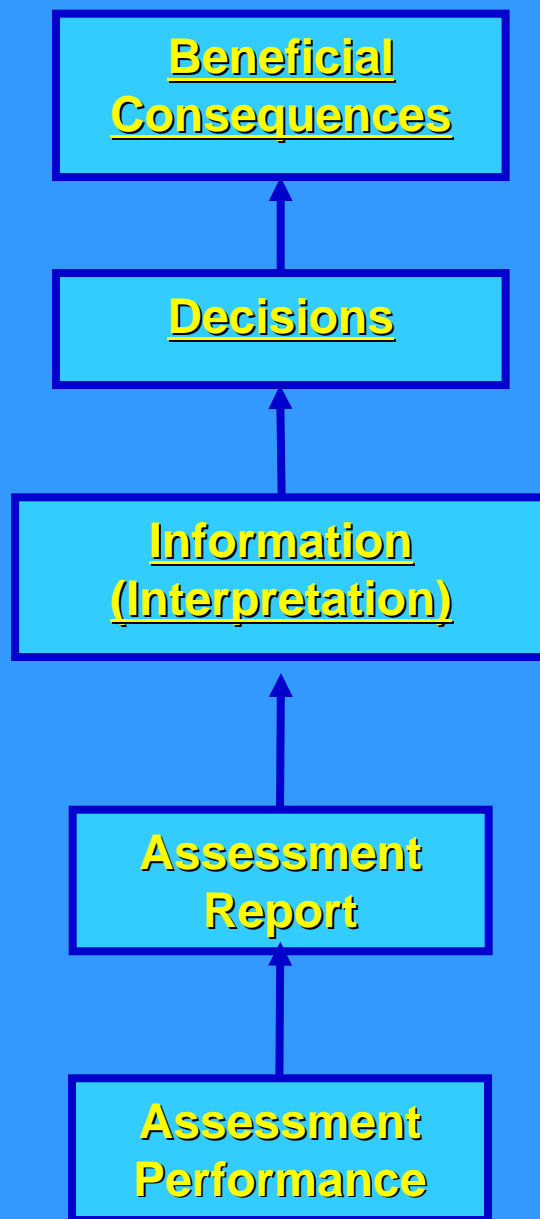 Beneficial
Consequences
Decisions
Information
(Interpretation)
Assessment
Report
Assessment
Performance